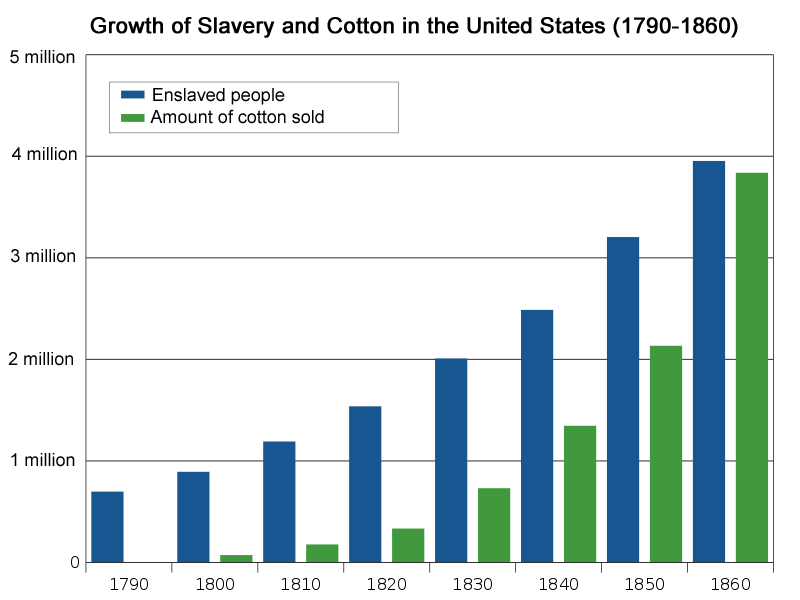 Growth of Slavery and Cotton in the United States (1790-1860)
5 million
Enslaved people
Amount of cotton sold
4 million
3 million
2 million
1 million
0
1790 1800 1810 1820 1830 1840 1850 1860